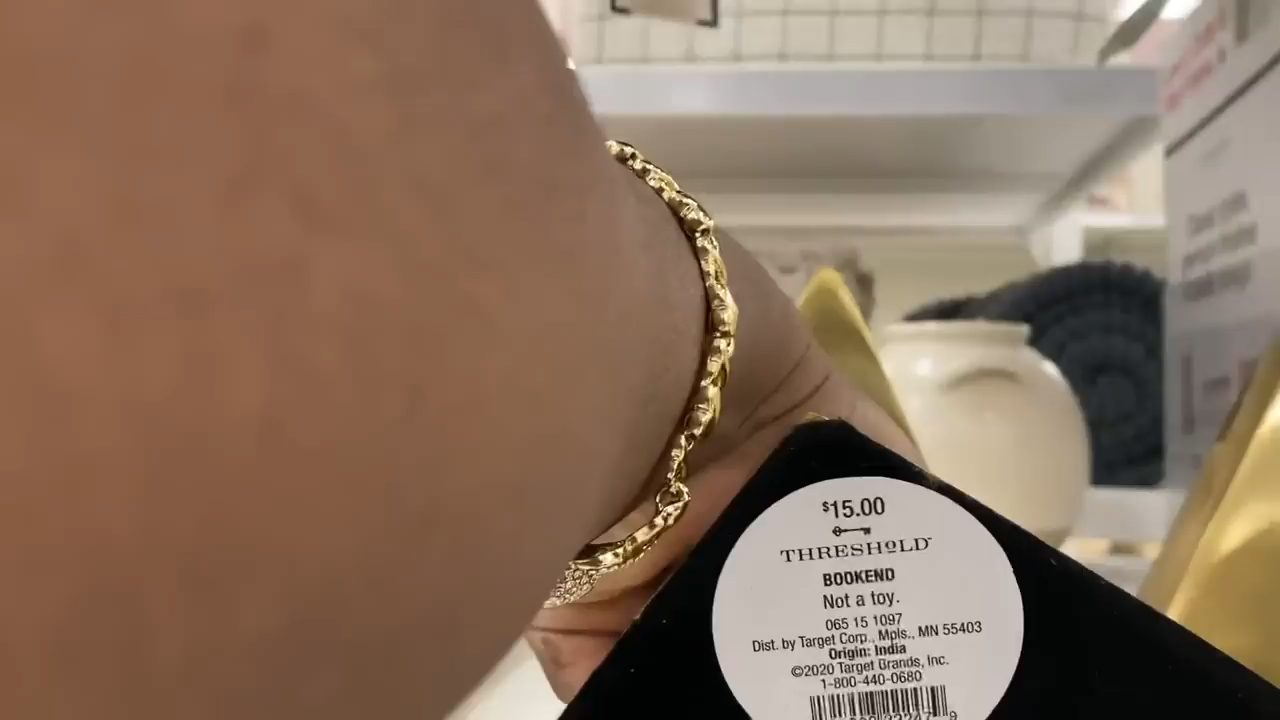 $15.00
THRESHOLD
BOOKEND
Not a toy.
065 15 1097
Dist. by Target Corp., Mpls., MN 55403
Origin: India
©2020 Target Brands, Inc.
1-800-440-0680